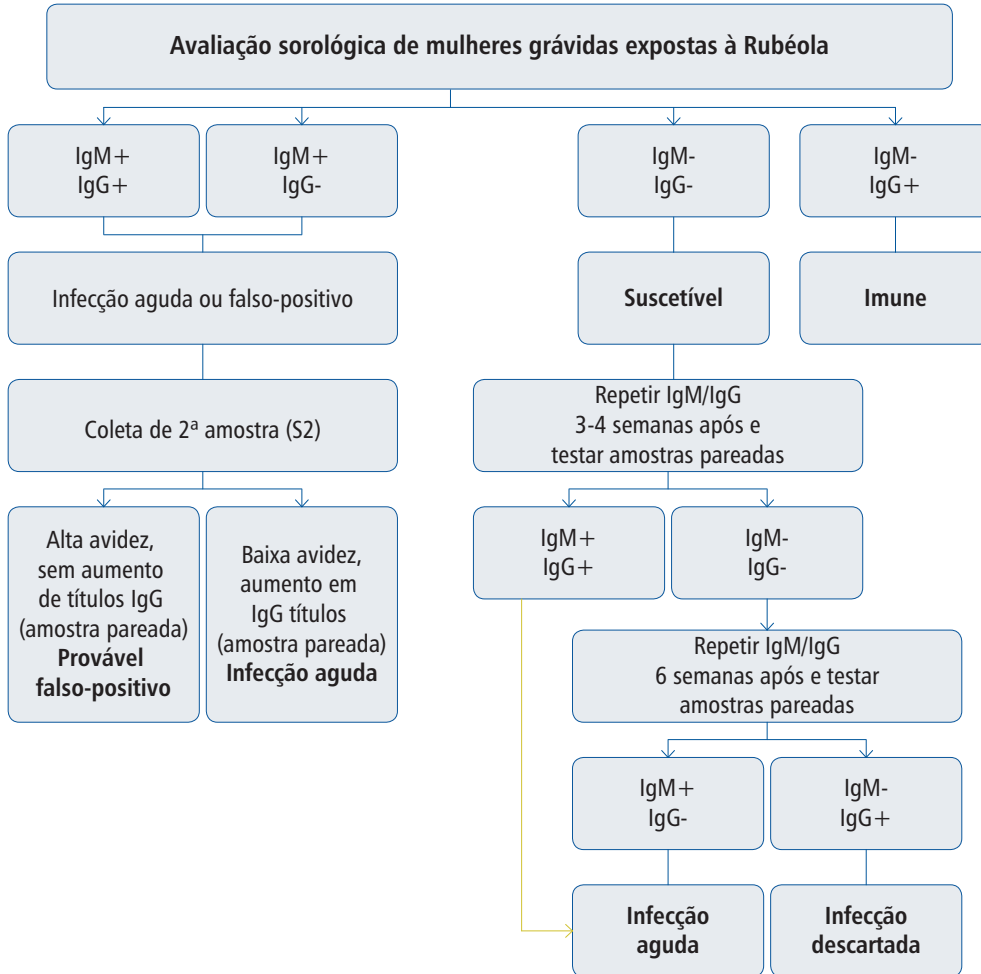 Avaliação sorológica de mulheres grávidas expostas à Rubéola
IgM+
IgG+
IgM+
IgG-
IgM-
IgG-
IgM-
IgG+
Infecção aguda ou falso-positivo
Suscetível
Imune
Coleta de 2ª amostra (S2)
Repetir IgM/IgG
3-4 semanas após e
testar amostras pareadas
Alta avidez,
sem aumento
de títulos IgG
(amostra pareada)
Provável
falso-positivo
Baixa avidez,
aumento em
IgG títulos
(amostra pareada)
Infecção aguda
IgM+
IgG+
IgM-
IgG-
Repetir IgM/IgG
6 semanas após e testar
amostras pareadas
IgM+
IgG-
IgM-
IgG+
Infecção
aguda
Infecção
descartada